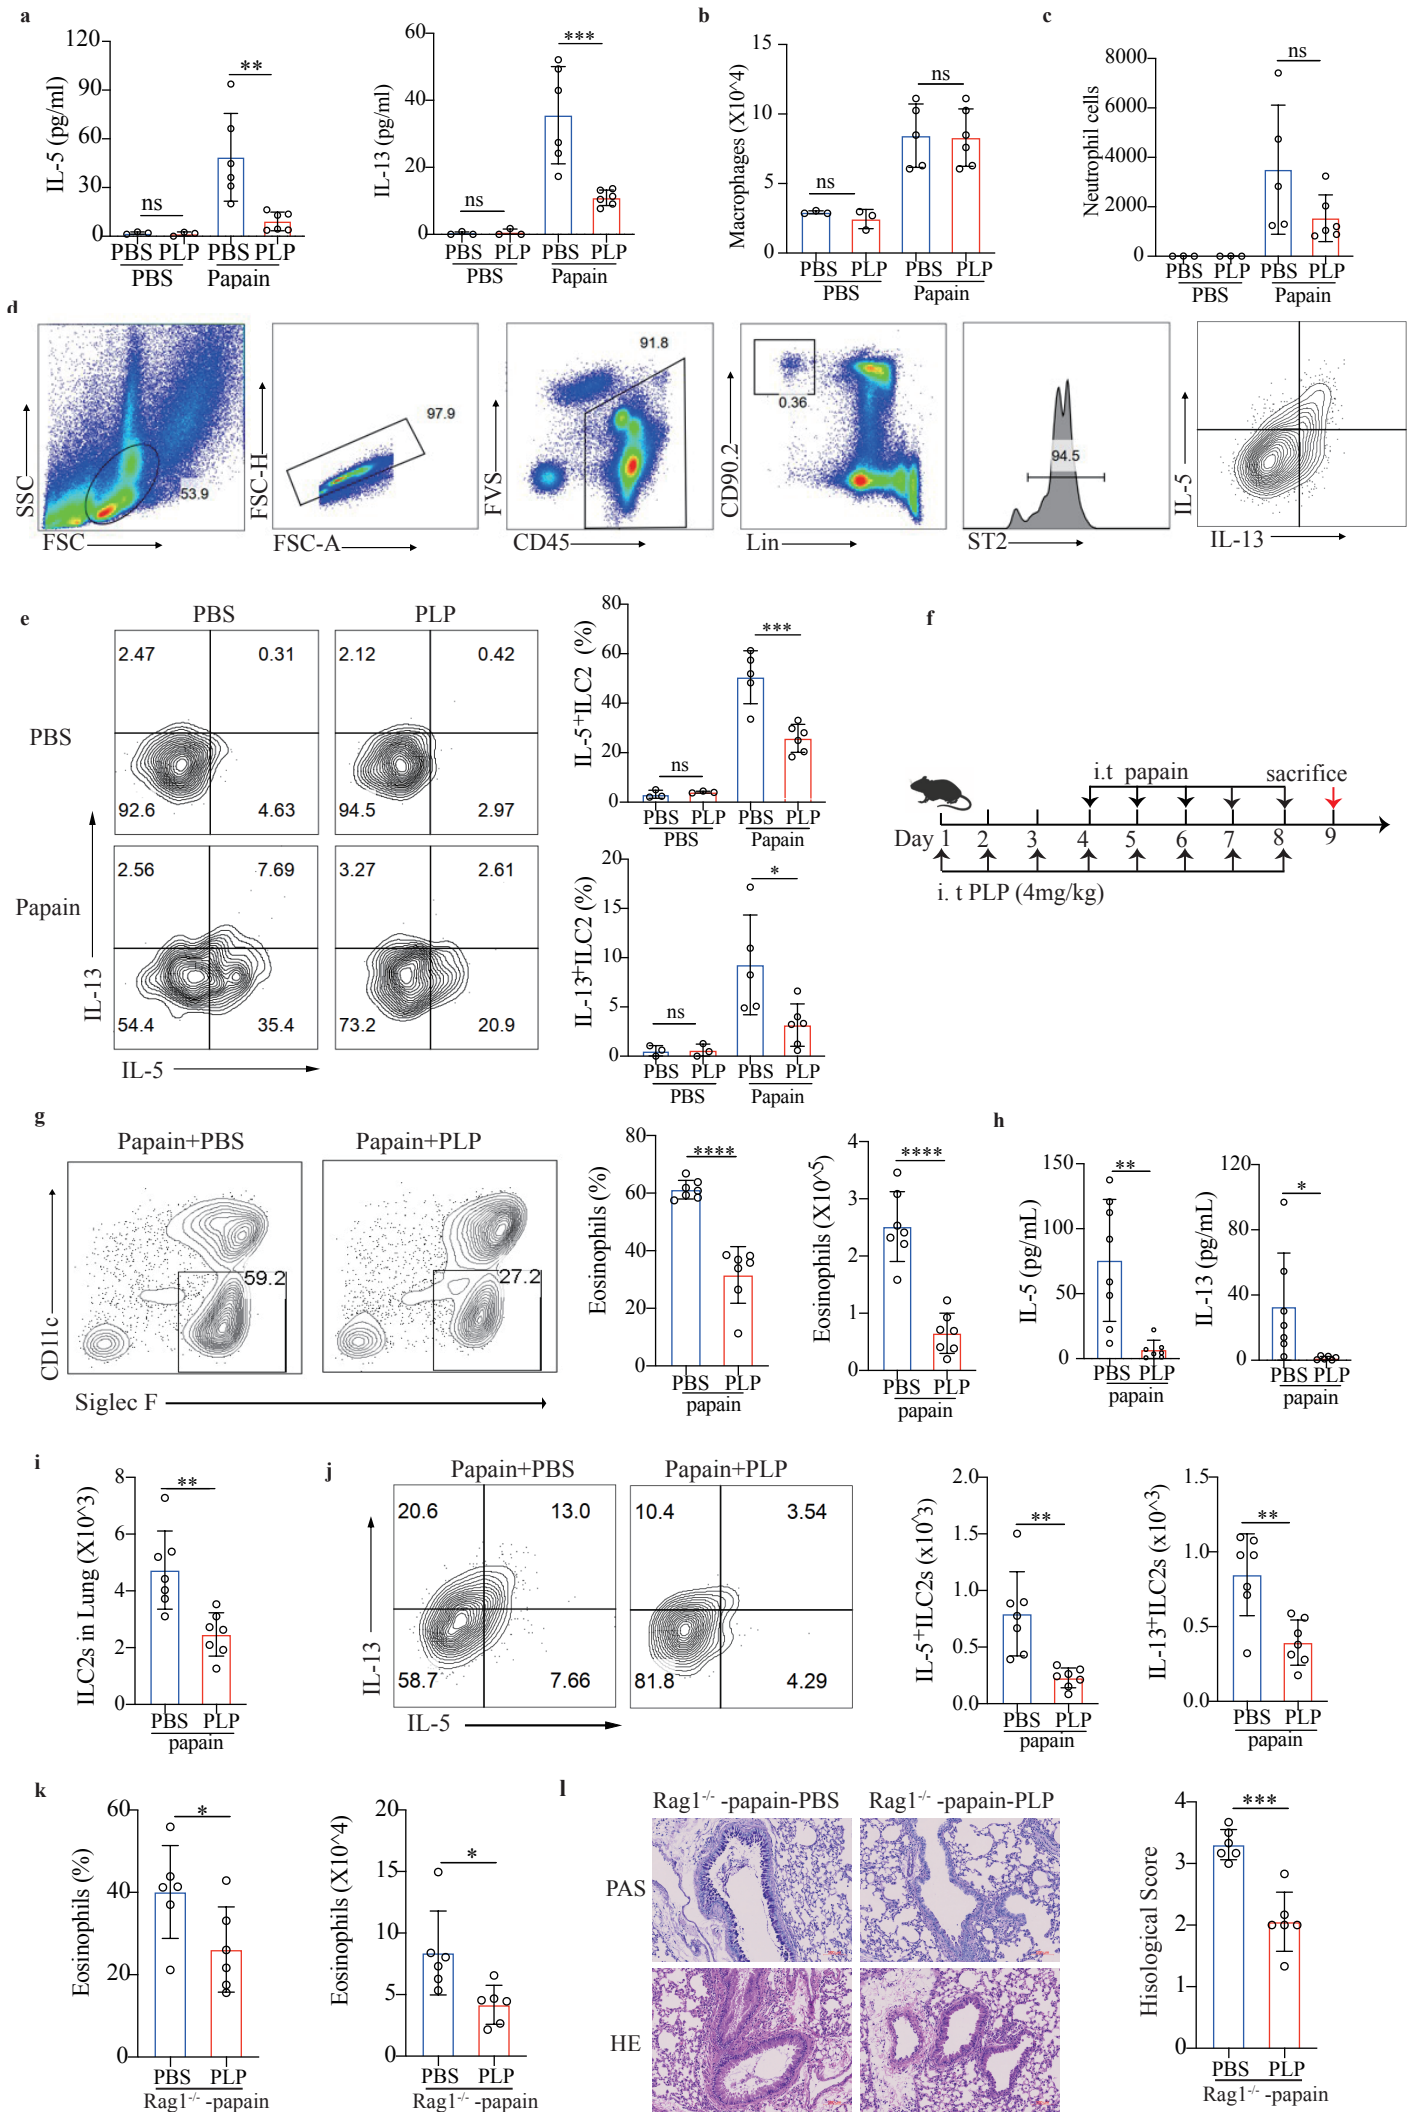 a
IL-5 (pg/ml)
120
90
60
30
0
ns
**
PBS PLP PBS PLP
PBS Papain
IL-13 (pg/ml)
60
40
20
0
ns
***
PBS PLP PBS PLP
PBS Papain
b
Macrophages (X10^4)
15
10
5
0
ns
ns
PBS PLP PBS PLP
PBS Papain
c
Neutrophil cells
8000
6000
4000
2000
0
ns
PBS PLP PBS PLP
PBS Papain
d
SSC
FSC
53.9
FSC-H
FSC-A
97.9
FVS
CD45
91.8
CD90.2
Lin
0.36
ST2
94.5
IL-5
IL-13
e
PBS PLP
PBS
2.47 0.31
92.6 4.63
2.12 0.42
94.5 2.97
Papain
2.56 7.69
54.4 35.4
3.27 2.61
73.2 20.9
IL-13
IL-5
IL-5+ILC2 (%)
80
60
40
20
0
ns
***
PBS PLP PBS PLP
PBS Papain
IL-13+ILC2 (%)
20
15
10
5
0
ns
*
PBS PLP PBS PLP
PBS Papain
f
i.t papain sacrifice
Day 1 2 3 4 5 6 7 8 9
i. t PLP (4mg/kg)
g
Papain+PBS Papain+PLP
59.2
27.2
CD11c
Siglec F
Eosinophils (%)
80
60
40
20
0
****
PBS PLP
papain
Eosinophils (X10^5)
4
3
2
1
0
****
PBS PLP
papain
h
IL-5 (pg/mL)
150
100
50
0
**
PBS PLP
papain
IL-13 (pg/mL)
120
80
40
0
*
PBS PLP
papain
i
ILC2s in Lung (X10^3)
8
6
4
2
0
**
PBS PLP
papain
j
Papain+PBS Papain+PLP
20.6 13.0
58.7 7.66
10.4 3.54
81.8 4.29
IL-13
IL-5
IL-5+ILC2s (x10^3)
2.0
1.5
1.0
0.5
0.0
**
PBS PLP
papain
IL-13+ILC2s (x10^3)
1.5
1.0
0.5
0.0
**
PBS PLP
papain
k
Eosinophils (%)
60
40
20
0
*
PBS PLP
Rag1-/- -papain
Eosinophils (X10^4)
20
15
10
5
0
*
PBS PLP
Rag1-/- -papain
l
Rag1-/- -papain-PBS Rag1-/- -papain-PLP
PAS
HE
Hisological Score
4
3
2
1
0
***
PBS PLP
Rag1-/- -papain